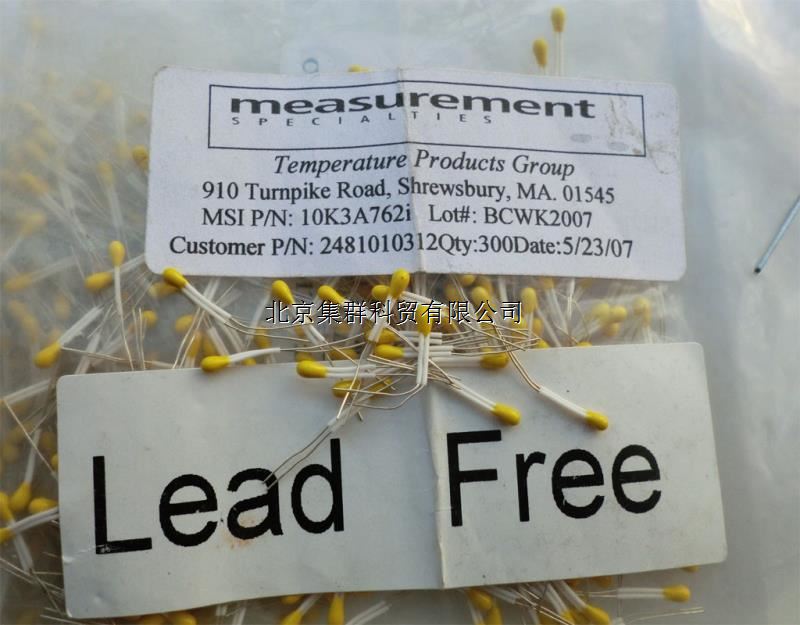 measurement
SPECIALTIES
Temperature Products Group
910 Turnpike Road, Shrewsbury, MA. 01545
MSI P/N: 10K3A762i Lot#: BCWK2007
Customer P/N: 2481010312Qty:300Date:5/23/07
北京集群科贸有限公司
Lead Free